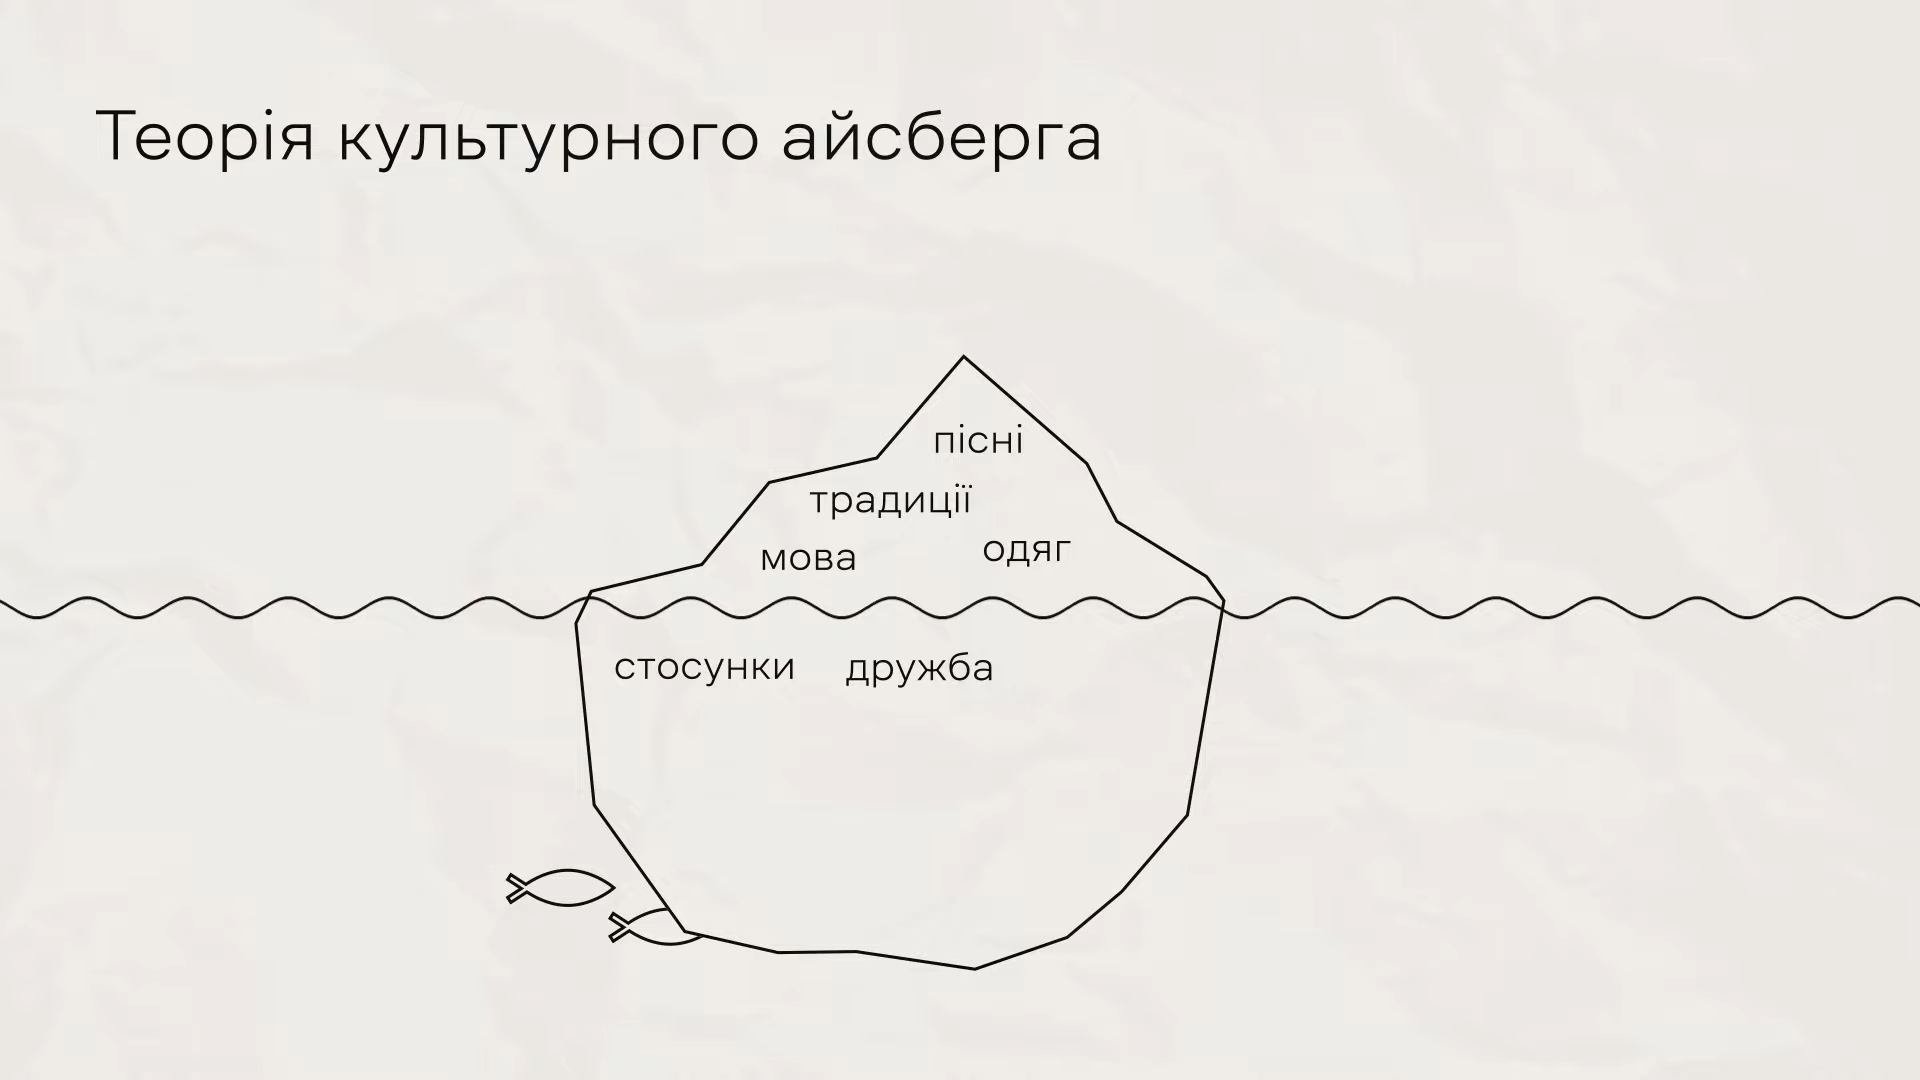 Теорія культурного айсберга
пісні
традиції
мова одяг
стосунки дружба